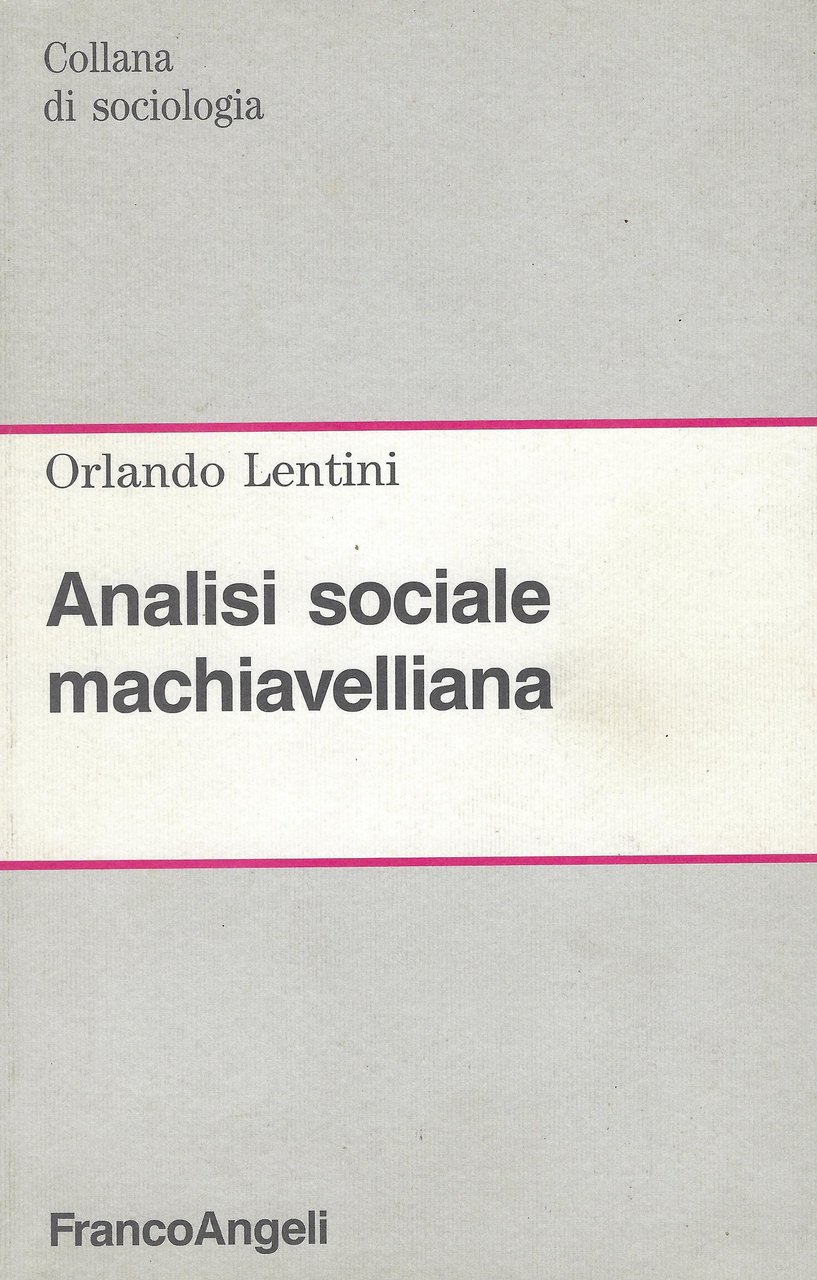 Collana
di sociologia
Orlando Lentini
Analisi sociale
machiavelliana
FrancoAngeli